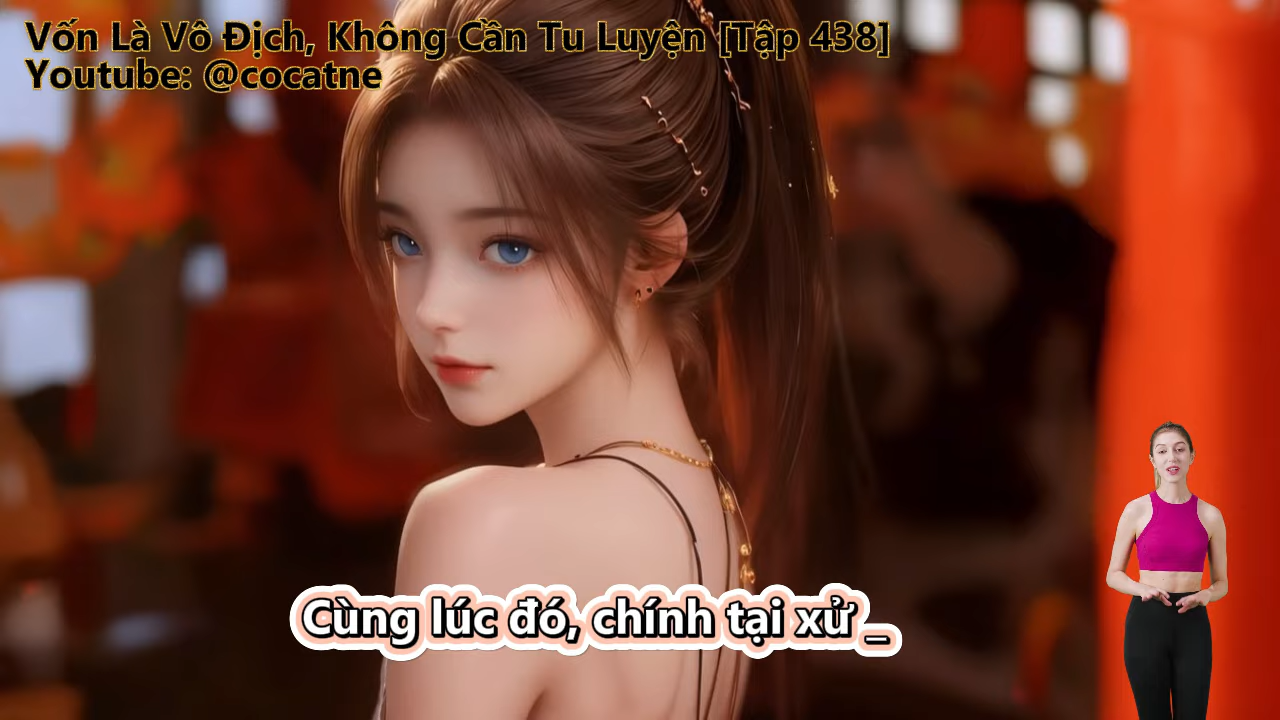 Vốn Là Vô Địch, Không Cần Tu Luyện [Tập 438]
Youtube: @cocatne
Cùng lúc đó, chính tại xử _